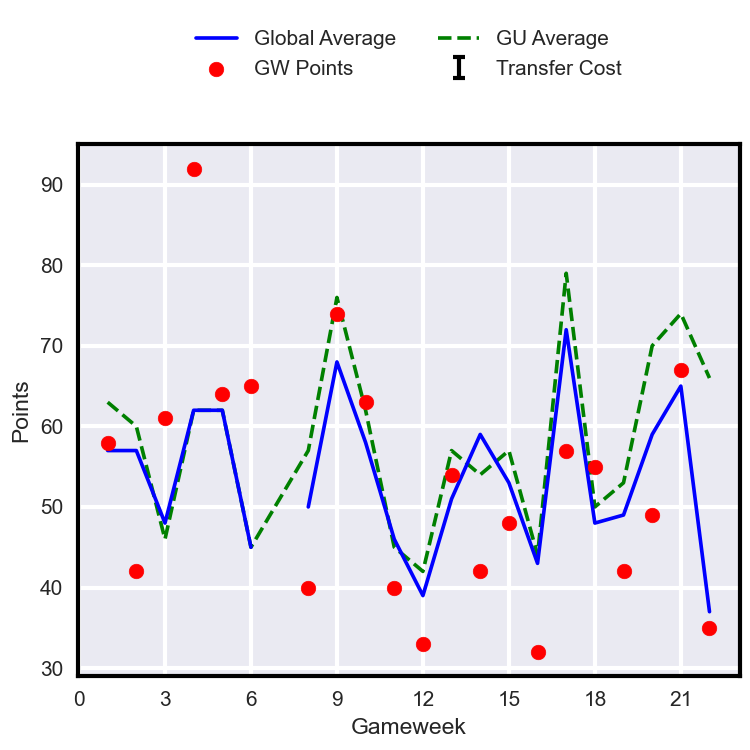 Global Average
GU Average
GW Points
Transfer Cost
90
80
70
60
50
40
30
Points
0 3 6 9 12 15 18 21
Gameweek